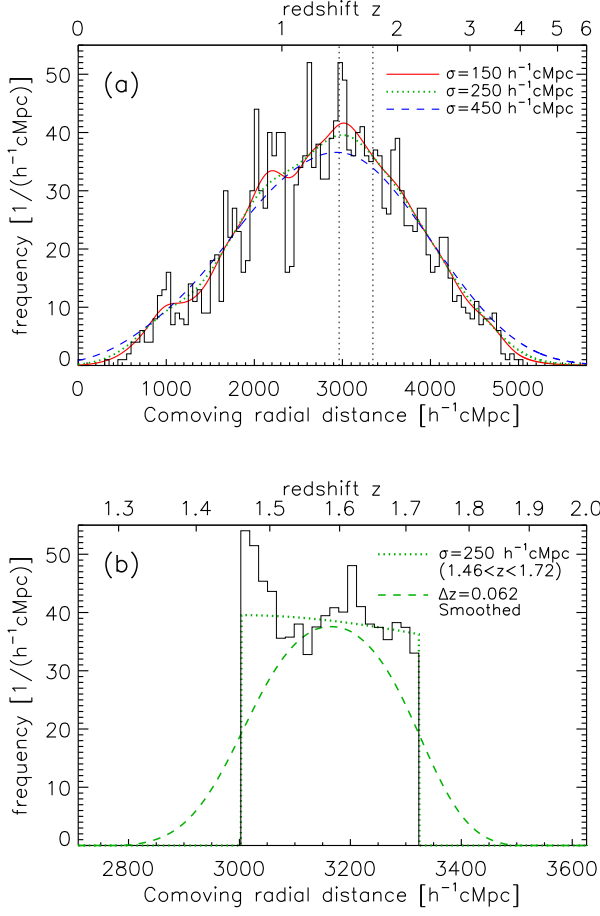 redshift z
0 1 2 3 4 5 6
(a)
σ=150 h⁻¹cMpc
σ=250 h⁻¹cMpc
σ=450 h⁻¹cMpc
frequency [1/(h⁻¹cMpc)]
50
40
30
20
10
0
0 1000 2000 3000 4000 5000
Comoving radial distance [h⁻¹cMpc]
redshift z
1.3 1.4 1.5 1.6 1.7 1.8 1.9 2.0
(b)
σ=250 h⁻¹cMpc
(1.46<z<1.72)
Δz=0.062
Smoothed
frequency [1/(h⁻¹cMpc)]
50
40
30
20
10
0
2800 3000 3200 3400 3600
Comoving radial distance [h⁻¹cMpc]